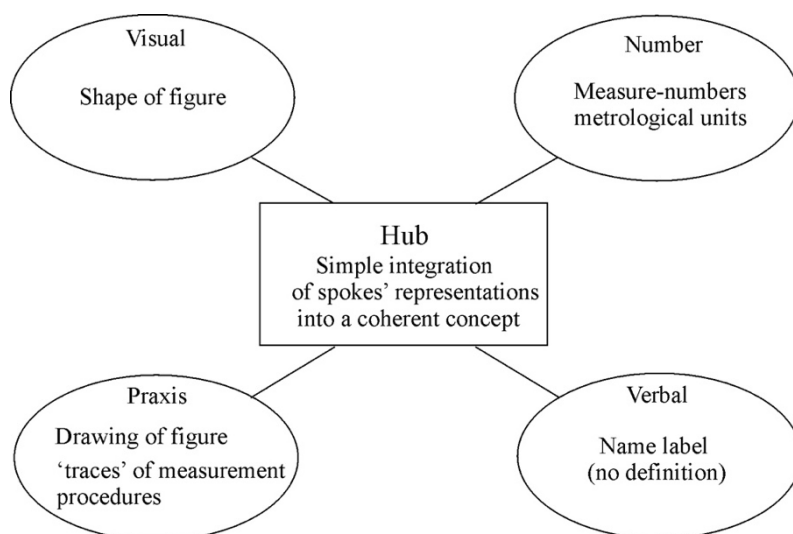 Visual
Shape of figure
Number
Measure-numbers
metrological units
Hub
Simple integration
of spokes’ representations
into a coherent concept
Praxis
Drawing of figure
‘traces’ of measurement
procedures
Verbal
Name label
(no definition)